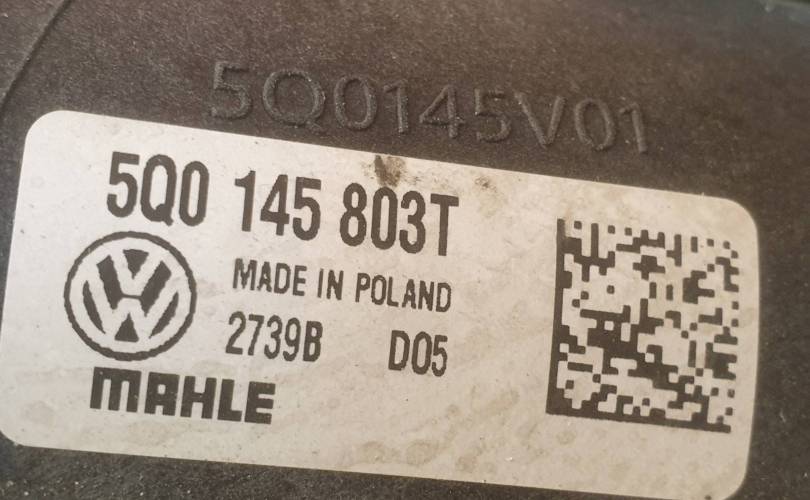 5Q0145V01
5Q0 145 803T
MADE IN POLAND
2739B D05
MAHLE